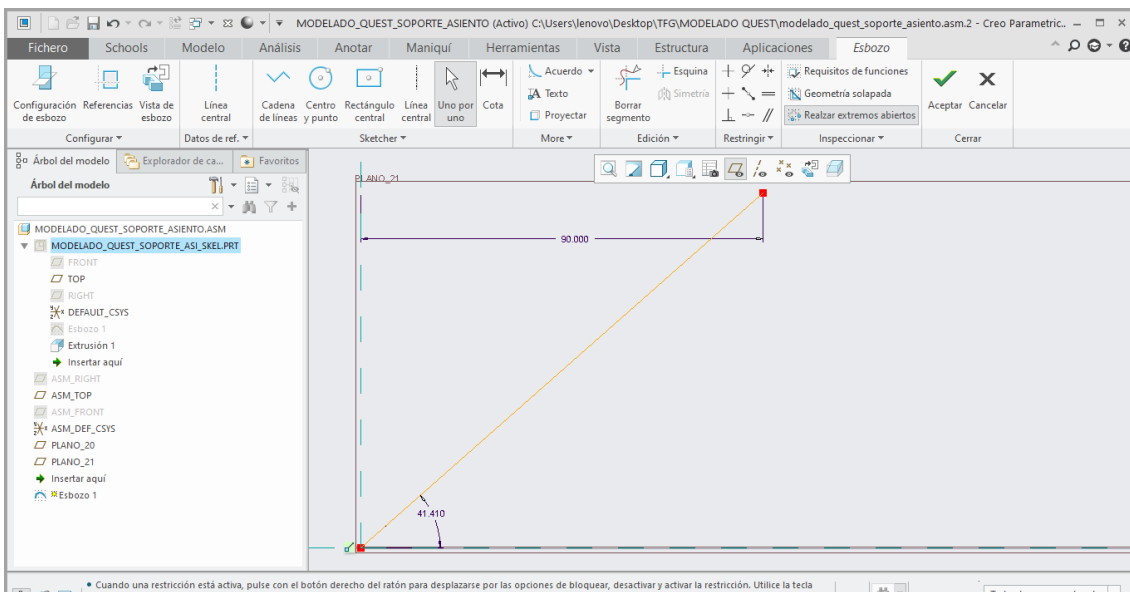 MODELADO_QUEST_SOPORTE_ASIENTO (Activo) C:\Users\lenovo\Desktop\TFG\MODELADO QUEST\modelado_quest_soporte_asiento.asm.2 - Creo Parametric..
Fichero Schools Modelo Análisis Anotar Maniquí Herramientas Vista Estructura Aplicaciones Esbozo
Configuración de esbozo
Referencias
Vista de esbozo
Línea central
Cadena de líneas
Centro y punto
Rectángulo central
Línea central
Uno por uno
Cota
Acuerdo
Texto
Proyectar
Borrar segmento
Esquina
Simetría
Requisitos de funciones
Geometría solapada
Realzar extremos abiertos
Aceptar
Cancelar
Configurar Datos de ref. Sketcher More Edición Restringir Inspeccionar Cerrar
Árbol del modelo Explorador de ca... Favoritos
Árbol del modelo
MODELADO_QUEST_SOPORTE_ASIENTO.ASM
MODELADO_QUEST_SOPORTE_ASI_SKEL.PRT
FRONT
TOP
RIGHT
DEFAULT_CSYS
Esbozo 1
Extrusión 1
Insertar aquí
ASM_RIGHT
ASM_TOP
ASM_FRONT
ASM_DEF_CSYS
PLANO_20
PLANO_21
Insertar aquí
Esbozo 1
PLANO_21
90.000
41.410
• Cuando una restricción está activa, pulse con el botón derecho del ratón para desplazarse por las opciones de bloquear, desactivar y activar la restricción. Utilice la tecla